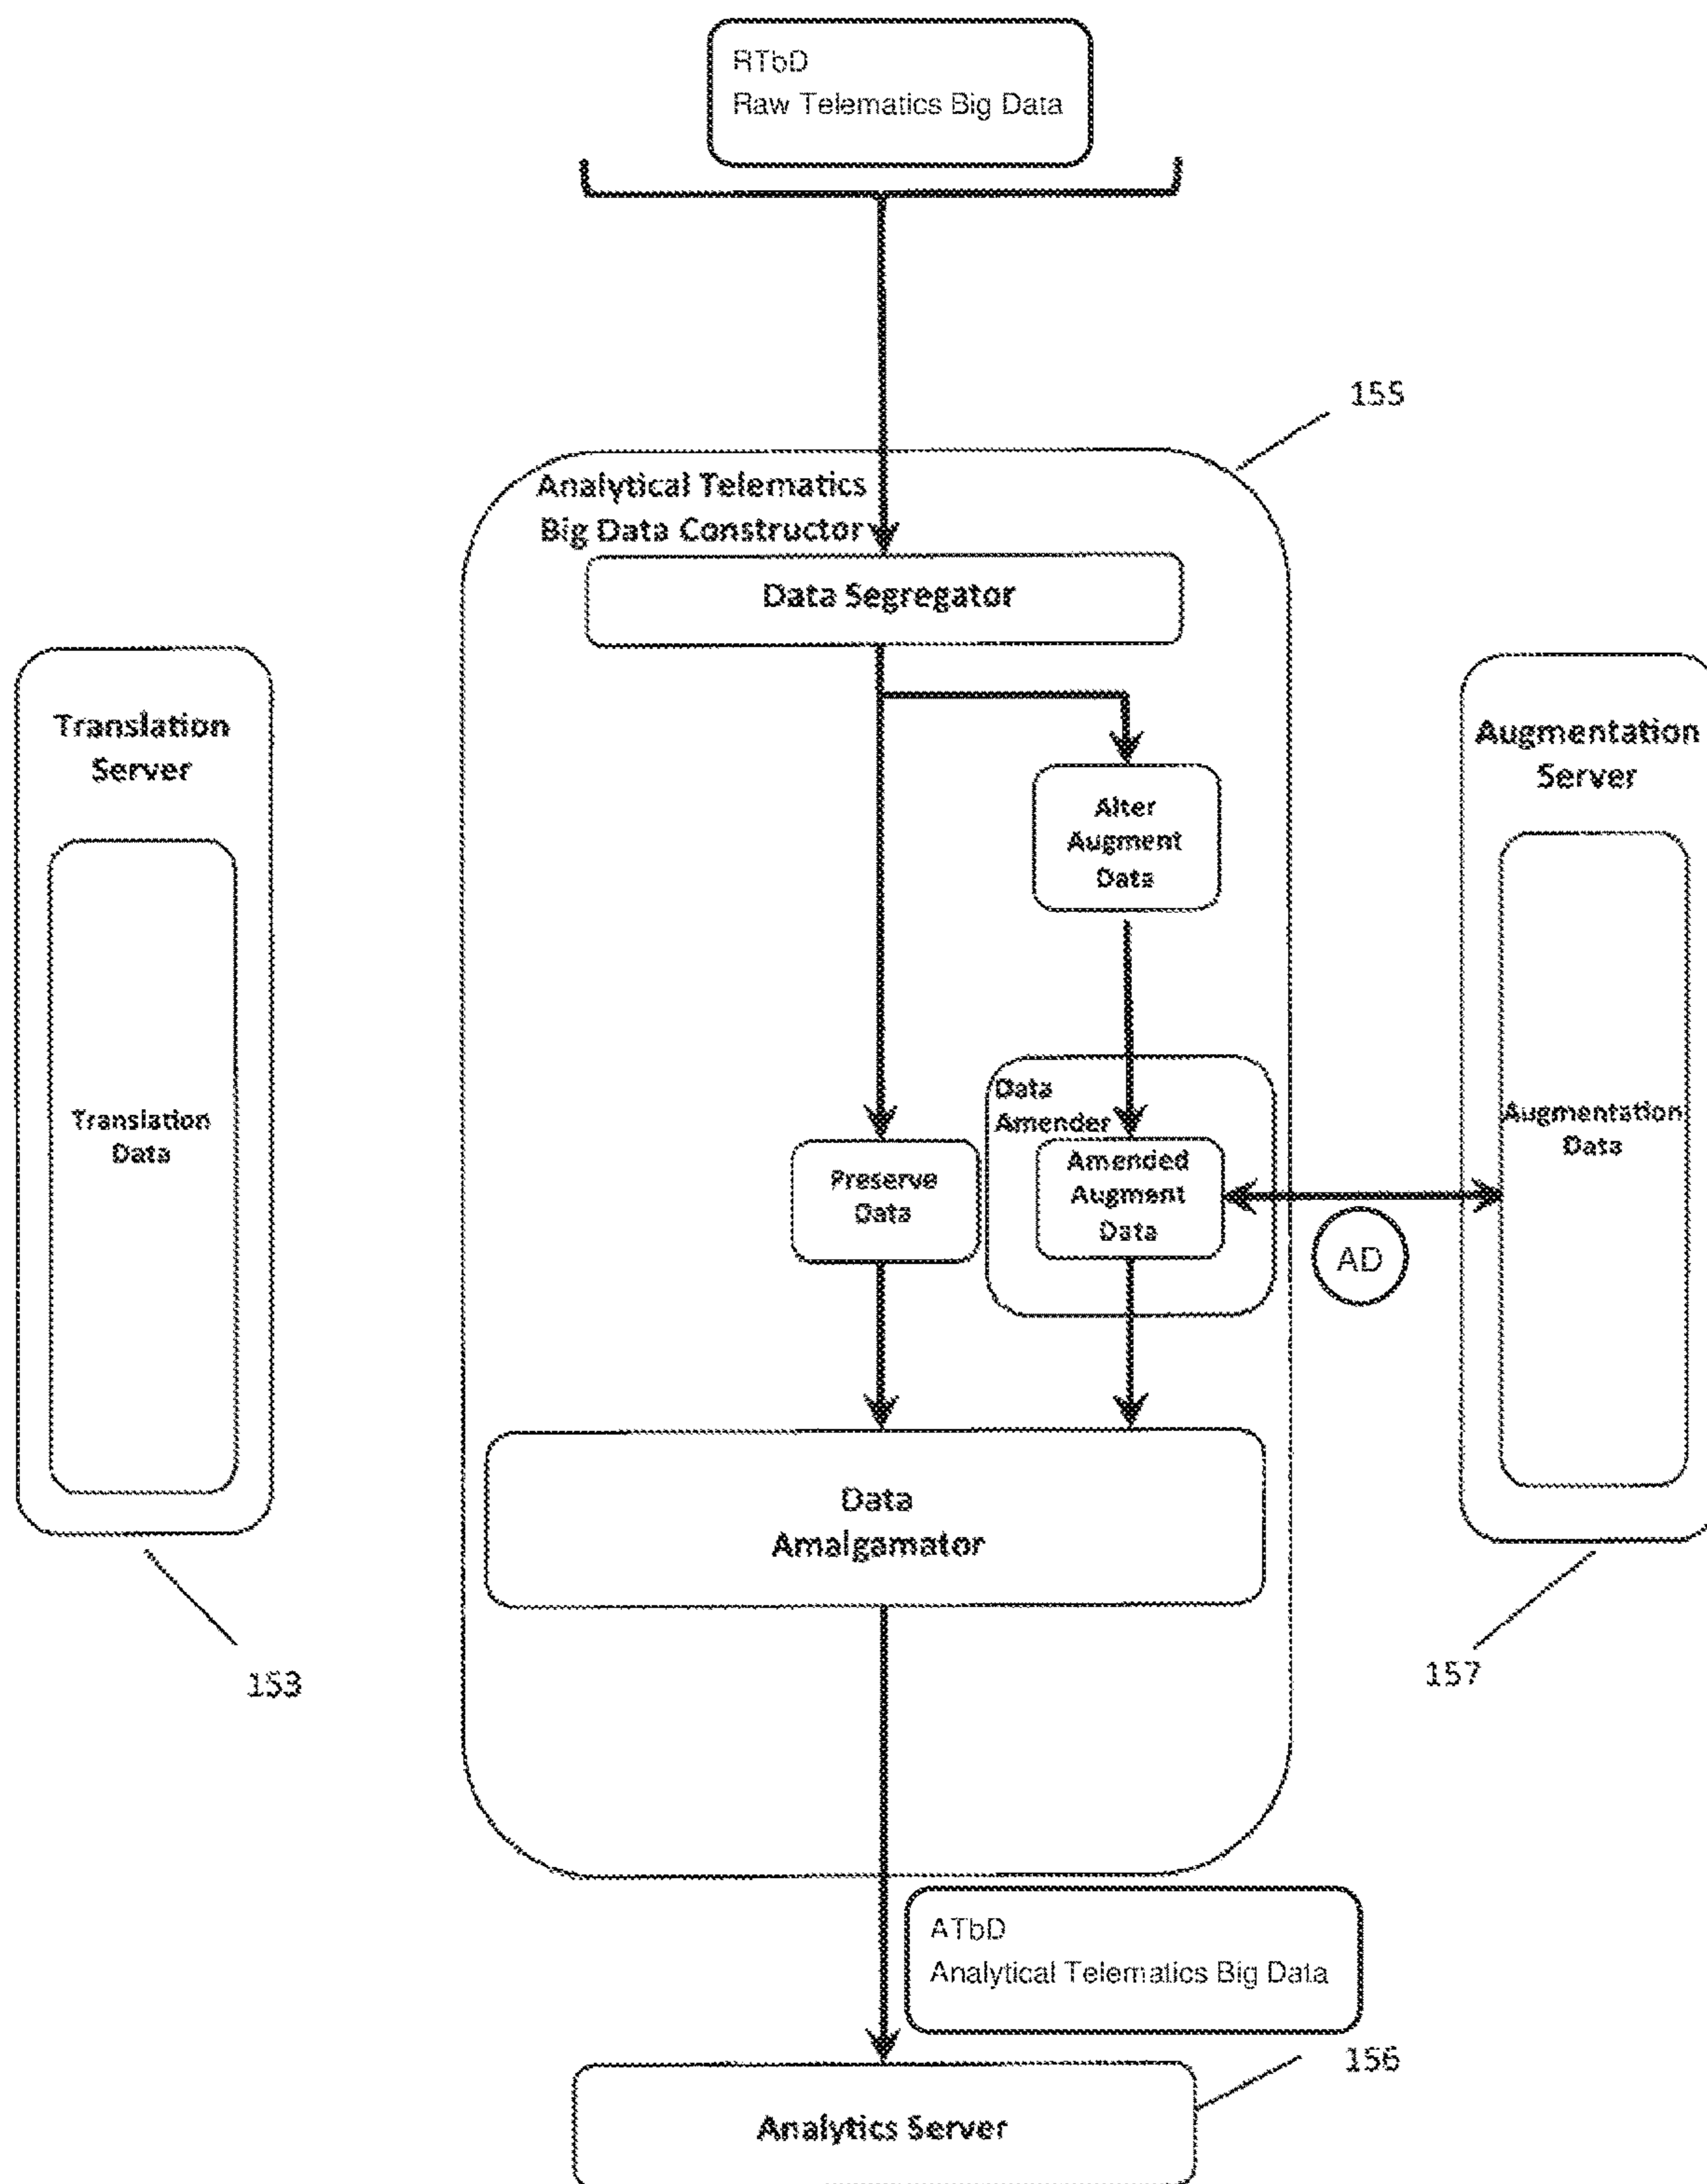 RTbD
Raw Telematics Big Data
155
Analytical Telematics
Big Data Constructor
Data Segregator
Translation
Server
Augmentation
Server
Alter
Augment
Data
Data
Amender
Translation
Data
Augmentation
Data
Preserve
Data
Amended
Augment
Data
AD
Data
Amalgamator
153
157
ATbD
Analytical Telematics Big Data
156
Analytics Server